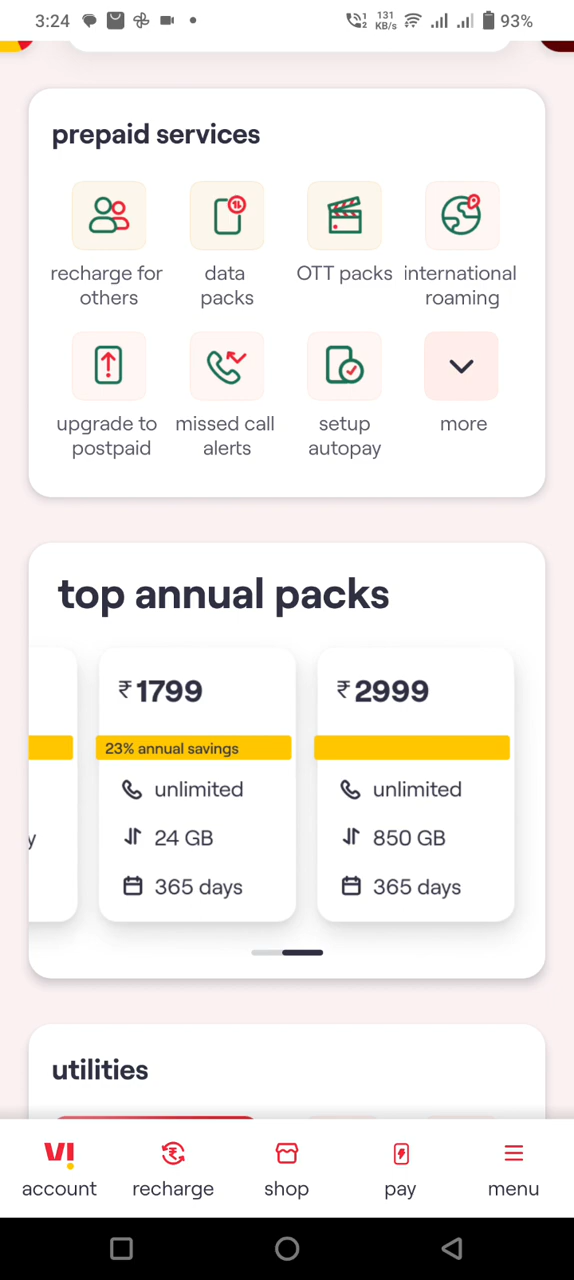 3:24
131
KB/s
93%
prepaid services
recharge for
others
data
packs
OTT packs
international
roaming
upgrade to
postpaid
missed call
alerts
setup
autopay
more
top annual packs
y
₹1799
23% annual savings
unlimited
24 GB
365 days
₹2999
unlimited
850 GB
365 days
utilities
VI
account
recharge
shop
pay
menu